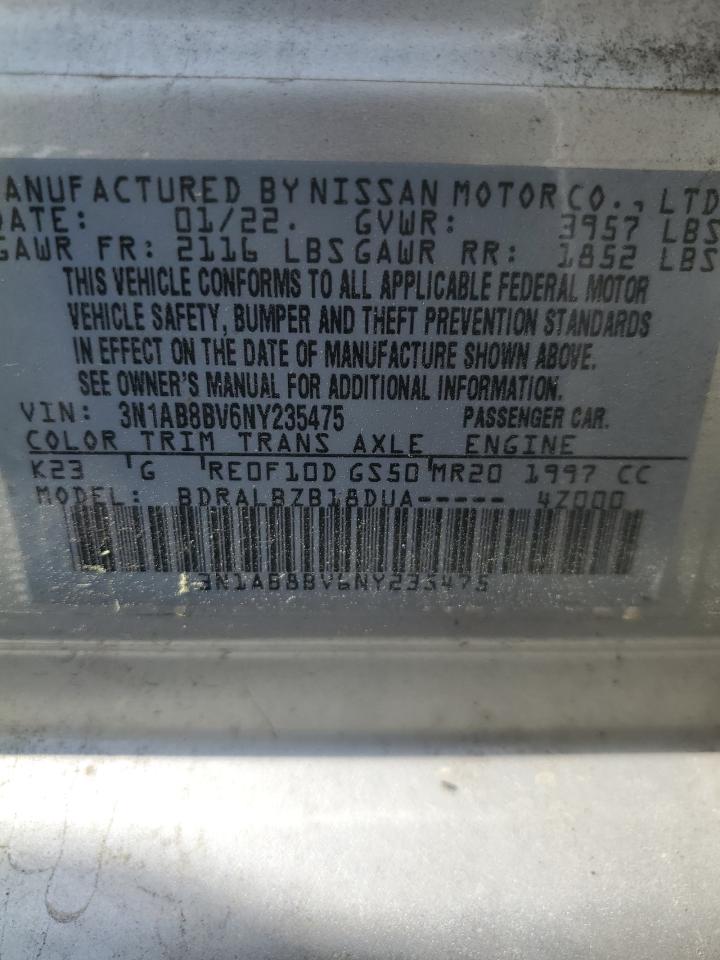 ANUFACTURED BY NISSAN MOTOR CO., LTD
DATE: 01/22. GVWR: 3957 LBS
GAWR FR: 2116 LBS GAWR RR: 1852 LBS
THIS VEHICLE CONFORMS TO ALL APPLICABLE FEDERAL MOTOR
VEHICLE SAFETY, BUMPER AND THEFT PREVENTION STANDARDS
IN EFFECT ON THE DATE OF MANUFACTURE SHOWN ABOVE.
SEE OWNER'S MANUAL FOR ADDITIONAL INFORMATION.
VIN: 3N1AB8BV6NY235475 PASSENGER CAR.
COLOR TRIM TRANS AXLE ENGINE
K23 G RE0F10D GS50 MR20 1997 CC
MODEL: BDRALBZB18DUA----- 4Z000
3N1AB8BV6NY235475